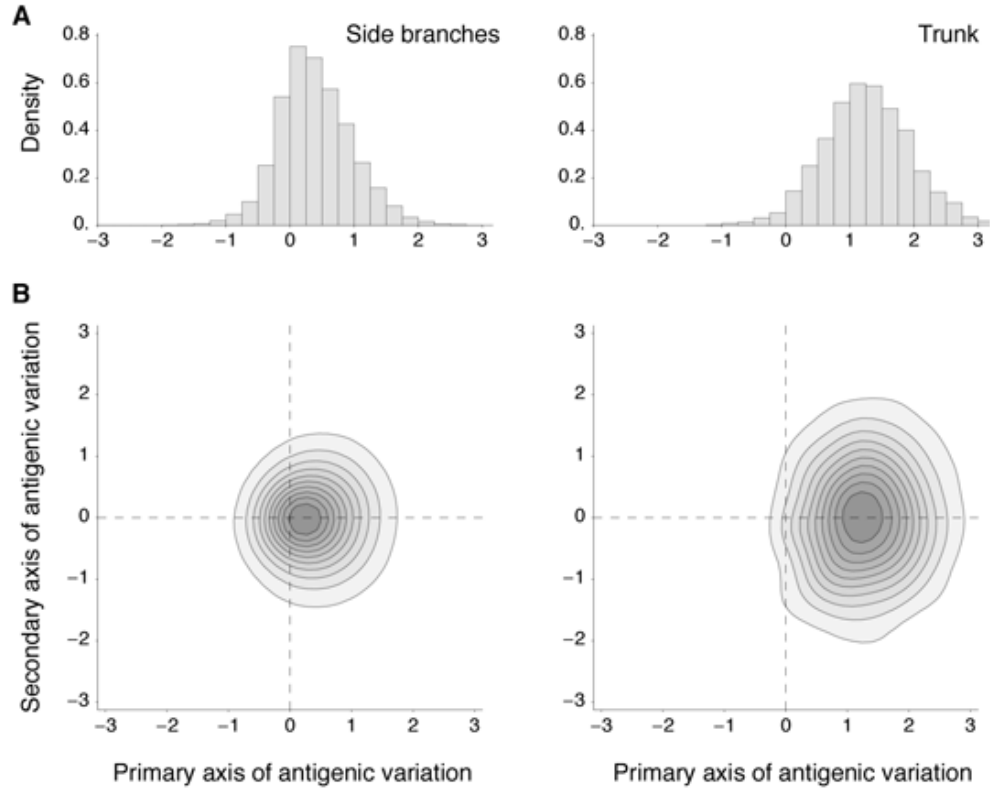 A
Side branches
Trunk
Density
0.8
0.6
0.4
0.2
0.
−3 −2 −1 0 1 2 3
0.8
0.6
0.4
0.2
0.
−3 −2 −1 0 1 2 3
B
Secondary axis of antigenic variation
3
2
1
0
−1
−2
−3
−3 −2 −1 0 1 2 3
3
2
1
0
−1
−2
−3
−3 −2 −1 0 1 2 3
Primary axis of antigenic variation
Primary axis of antigenic variation